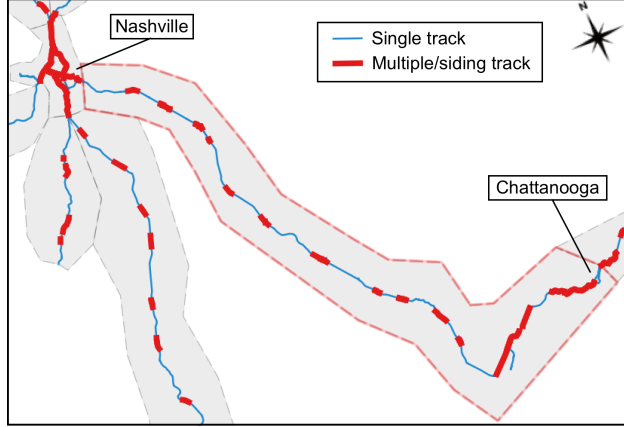 Nashville
N
Single track
Multiple/siding track
Chattanooga